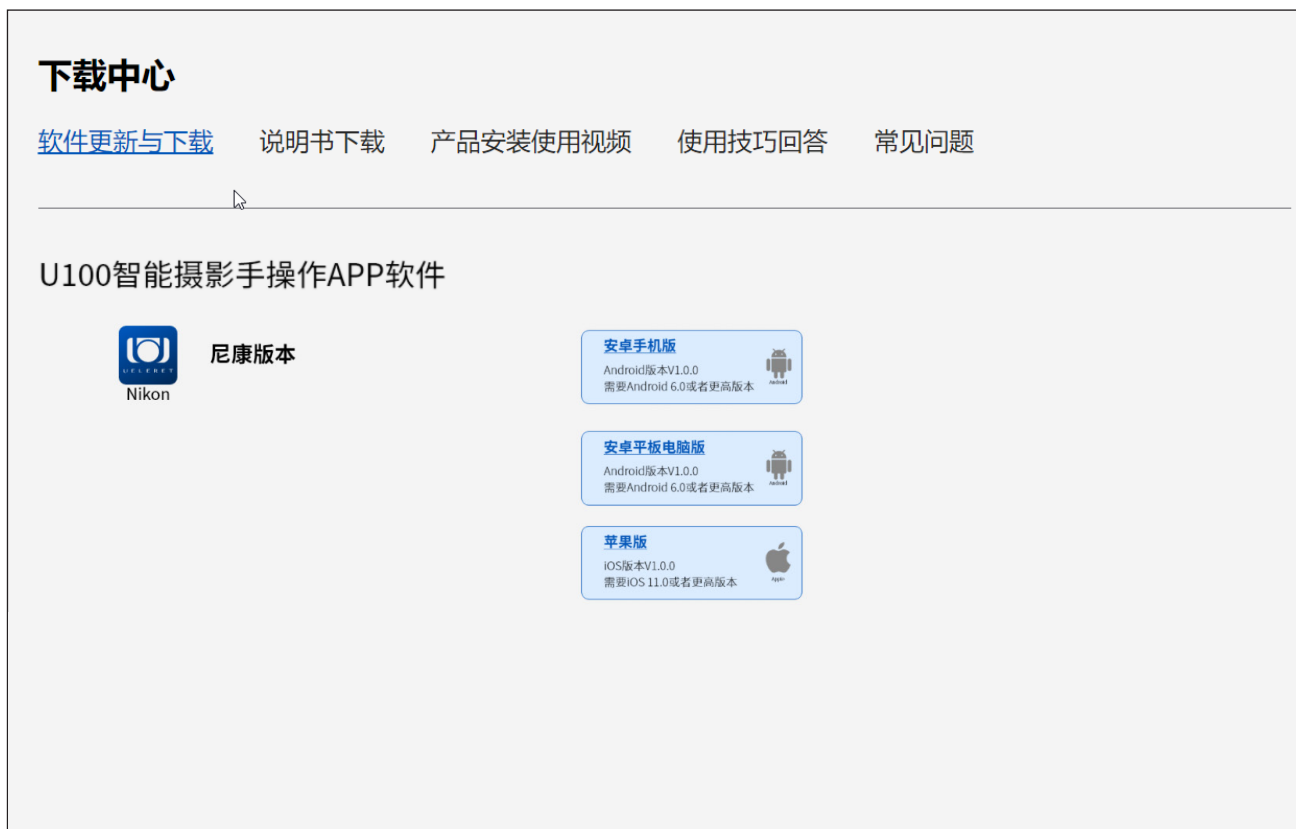 下载中心
软件更新与下载 说明书下载 产品安装使用视频 使用技巧回答 常见问题
U100智能摄影手操作APP软件
UELEBET
Nikon
尼康版本
安卓手机版
Android版本V1.0.0
需要Android 6.0或者更高版本
Android
安卓平板电脑版
Android版本V1.0.0
需要Android 6.0或者更高版本
Android
苹果版
iOS版本V1.0.0
需要iOS 11.0或者更高版本
Apple